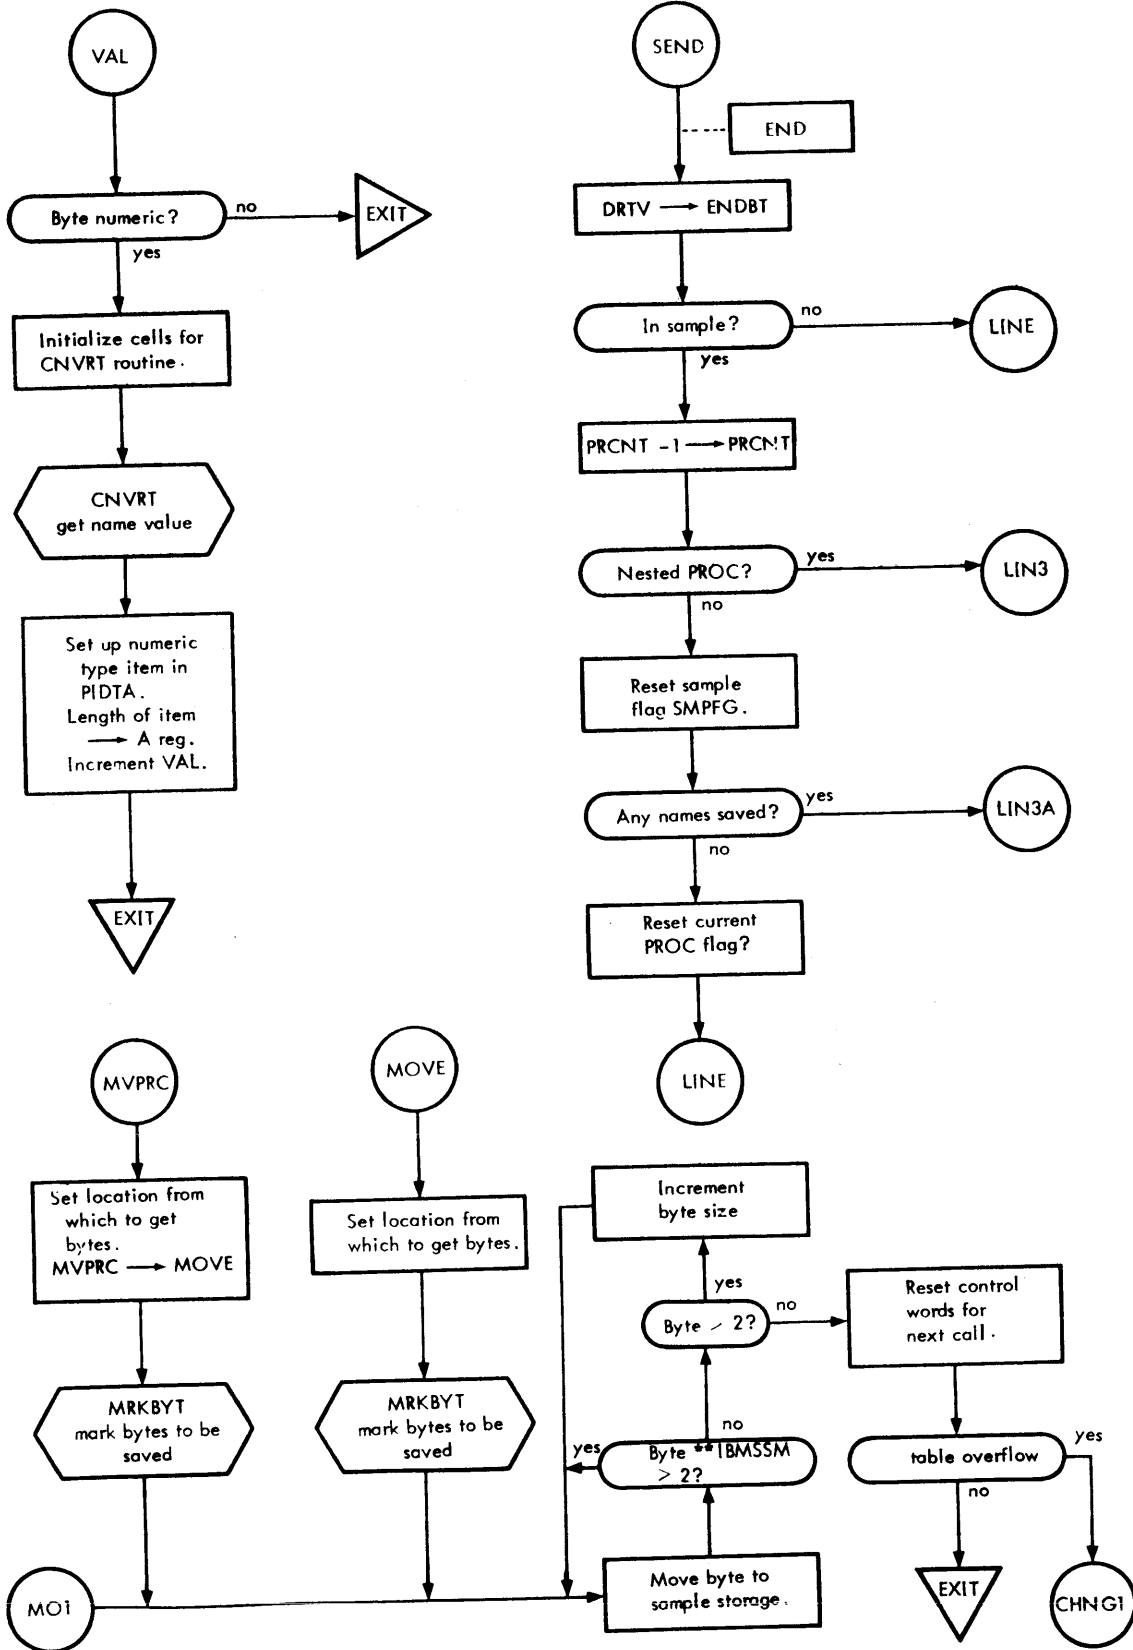 VAL
Byte numeric?
no
EXIT
yes
Initialize cells for
CNVRT routine.
CNVRT
get name value
Set up numeric
type item in
PIDTA.
Length of item
→ A reg.
Increment VAL.
EXIT
SEND
END
DRTV → ENDBT
In sample?
no
LINE
yes
PRCNT -1 → PRCNT
Nested PROC?
yes
LIN3
no
Reset sample
flag SMPFG.
Any names saved?
yes
LIN3A
no
Reset current
PROC flag?
LINE
MVPRC
Set location from
which to get
bytes.
MVPRC → MOVE
MRKBYT
mark bytes to be
saved
MOVE
Set location from
which to get bytes.
MRKBYT
mark bytes to be
saved
MO1
Increment
byte size
yes
Byte > 2?
no
Reset control
words for
next call.
no
yes
Byte ** IBMSSM
> 2?
table overflow
yes
no
Move byte to
sample storage.
EXIT
CHNG1